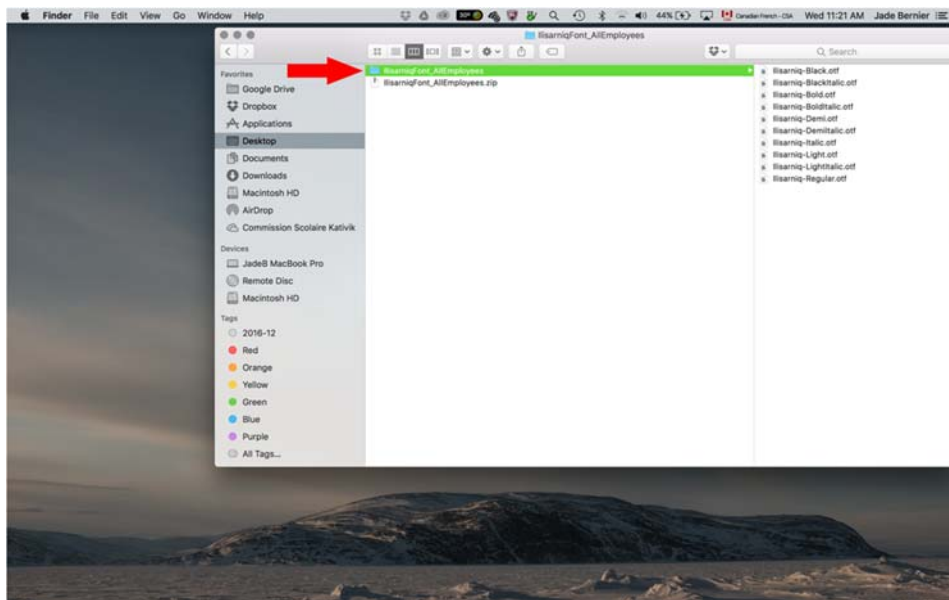 Finder File Edit View Go Window Help 30° 44% Canadian French - CSA Wed 11:21 AM Jade Bernier
IlisarniqFont_AllEmployees
Search
Favorites
Google Drive
Dropbox
Applications
Desktop
Documents
Downloads
Macintosh HD
AirDrop
Commission Scolaire Kativik
Devices
JadeB MacBook Pro
Remote Disc
Macintosh HD
Tags
2016-12
Red
Orange
Yellow
Green
Blue
Purple
All Tags...
IlisarniqFont_AllEmployees
IlisarniqFont_AllEmployees.zip
Ilisarniq-Black.otf
Ilisarniq-BlackItalic.otf
Ilisarniq-Bold.otf
Ilisarniq-BoldItalic.otf
Ilisarniq-Demi.otf
Ilisarniq-DemiItalic.otf
Ilisarniq-Italic.otf
Ilisarniq-Light.otf
Ilisarniq-LightItalic.otf
Ilisarniq-Regular.otf